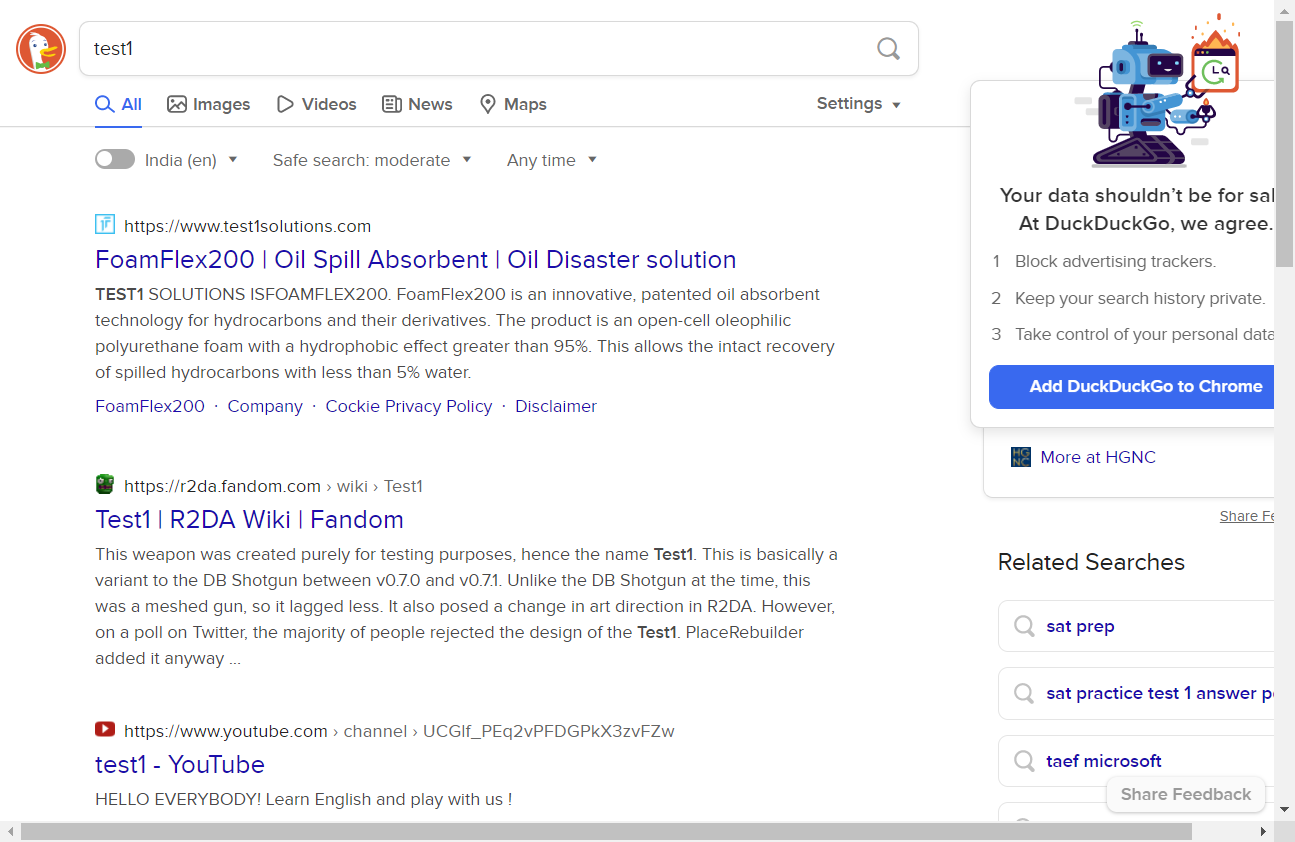 test1
All
Images
Videos
News
Maps
Settings
India (en)
Safe search: moderate
Any time
https://www.test1solutions.com
FoamFlex200 | Oil Spill Absorbent | Oil Disaster solution
TEST1 SOLUTIONS ISFOAMFLEX200. FoamFlex200 is an innovative, patented oil absorbent
technology for hydrocarbons and their derivatives. The product is an open-cell oleophilic
polyurethane foam with a hydrophobic effect greater than 95%. This allows the intact recovery
of spilled hydrocarbons with less than 5% water.
FoamFlex200 · Company · Cockie Privacy Policy · Disclaimer
https://r2da.fandom.com › wiki › Test1
Test1 | R2DA Wiki | Fandom
This weapon was created purely for testing purposes, hence the name Test1. This is basically a
variant to the DB Shotgun between v0.7.0 and v0.7.1. Unlike the DB Shotgun at the time, this
was a meshed gun, so it lagged less. It also posed a change in art direction in R2DA. However,
on a poll on Twitter, the majority of people rejected the design of the Test1. PlaceRebuilder
added it anyway ...
https://www.youtube.com › channel › UCGlf_PEq2vPFDGPkX3zvFZw
test1 - YouTube
HELLO EVERYBODY! Learn English and play with us !
Your data shouldn’t be for sal
At DuckDuckGo, we agree.
1 Block advertising trackers.
2 Keep your search history private.
3 Take control of your personal data
Add DuckDuckGo to Chrome
HGNC
More at HGNC
Share Fe
Related Searches
sat prep
sat practice test 1 answer p
taef microsoft
Share Feedback